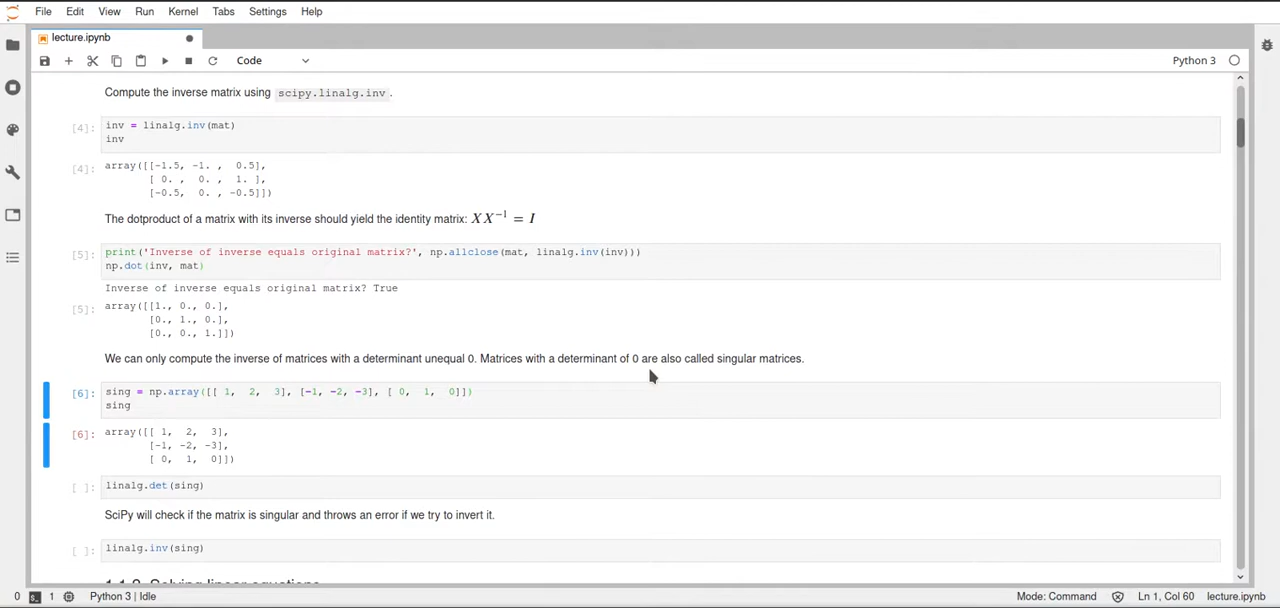 File Edit View Run Kernel Tabs Settings Help
lecture.ipynb
Code
Python 3
Compute the inverse matrix using scipy.linalg.inv.
[4]: inv = linalg.inv(mat)
inv
[4]: array([[-1.5, -1. , 0.5],
[ 0. , 0. , 1. ],
[-0.5, 0. , -0.5]])
The dotproduct of a matrix with its inverse should yield the identity matrix: XX⁻¹ = I
[5]: print('Inverse of inverse equals original matrix?', np.allclose(mat, linalg.inv(inv)))
np.dot(inv, mat)
Inverse of inverse equals original matrix? True
[5]: array([[1., 0., 0.],
[0., 1., 0.],
[0., 0., 1.]])
We can only compute the inverse of matrices with a determinant unequal 0. Matrices with a determinant of 0 are also called singular matrices.
[6]: sing = np.array([[ 1, 2, 3], [-1, -2, -3], [ 0, 1, 0]])
sing
[6]: array([[ 1, 2, 3],
[-1, -2, -3],
[ 0, 1, 0]])
[ ]: linalg.det(sing)
SciPy will check if the matrix is singular and throws an error if we try to invert it.
[ ]: linalg.inv(sing)
1.1.2. Solving linear equations
0 1 Python 3 | Idle Mode: Command Ln 1, Col 60 lecture.ipynb